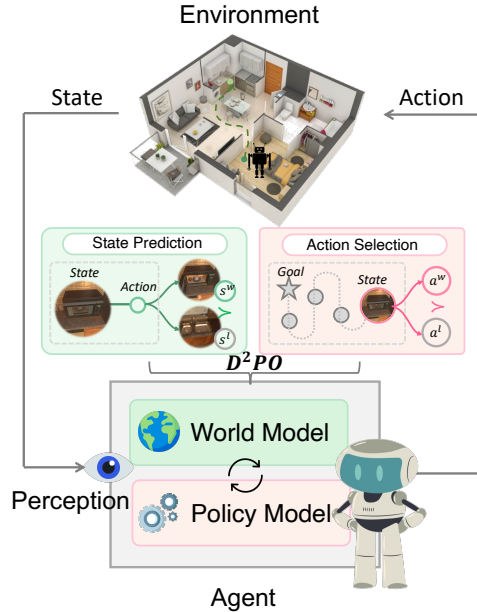 Environment
State
Action
State Prediction
Action Selection
State
Action
s^w
≻
s^l
Goal
State
a^w
≻
a^l
D^2PO
World Model
Perception
Policy Model
Agent